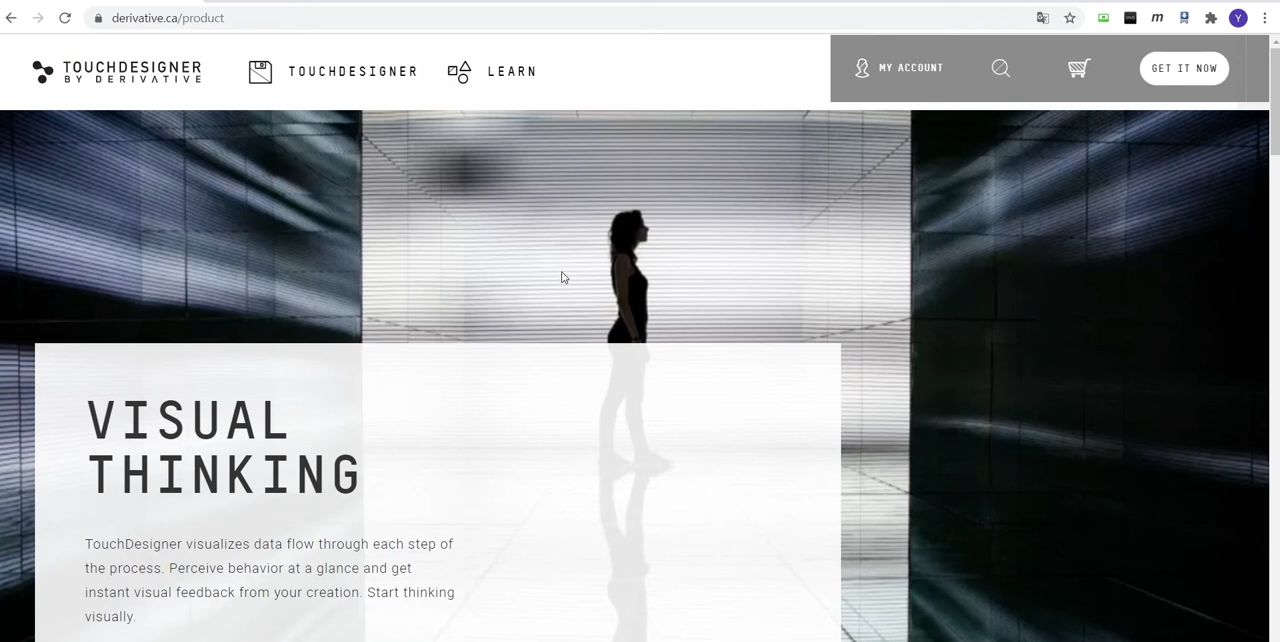 derivative.ca/product
Y
TOUCHDESIGNER
BY DERIVATIVE
TOUCHDESIGNER
LEARN
MY ACCOUNT
GET IT NOW
VISUAL
THINKING
TouchDesigner visualizes data flow through each step of
the process. Perceive behavior at a glance and get
instant visual feedback from your creation. Start thinking
visually.